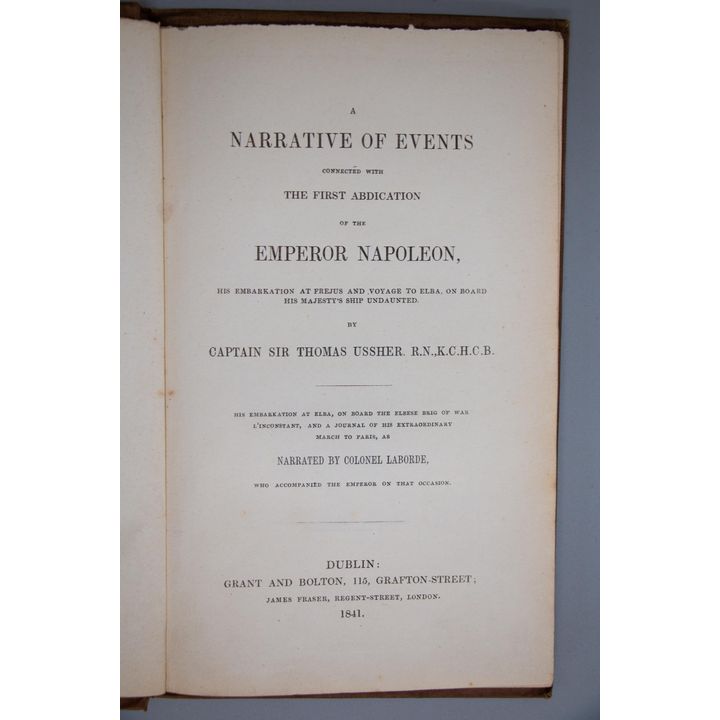 A
NARRATIVE OF EVENTS
CONNECTED WITH
THE FIRST ABDICATION
OF THE
EMPEROR NAPOLEON,
HIS EMBARKATION AT FREJUS AND VOYAGE TO ELBA, ON BOARD
HIS MAJESTY'S SHIP UNDAUNTED.
BY
CAPTAIN SIR THOMAS USSHER. R.N.,K.C.H.C.B.
HIS EMBARKATION AT ELBA, ON BOARD THE ELBESE BRIG OF WAR
L'INCONSTANT, AND A JOURNAL OF HIS EXTRAORDINARY
MARCH TO PARIS, AS
NARRATED BY COLONEL LABORDE,
WHO ACCOMPANIED THE EMPEROR ON THAT OCCASION.
DUBLIN:
GRANT AND BOLTON, 115, GRAFTON-STREET;
JAMES FRASER, REGENT-STREET, LONDON.
1841.